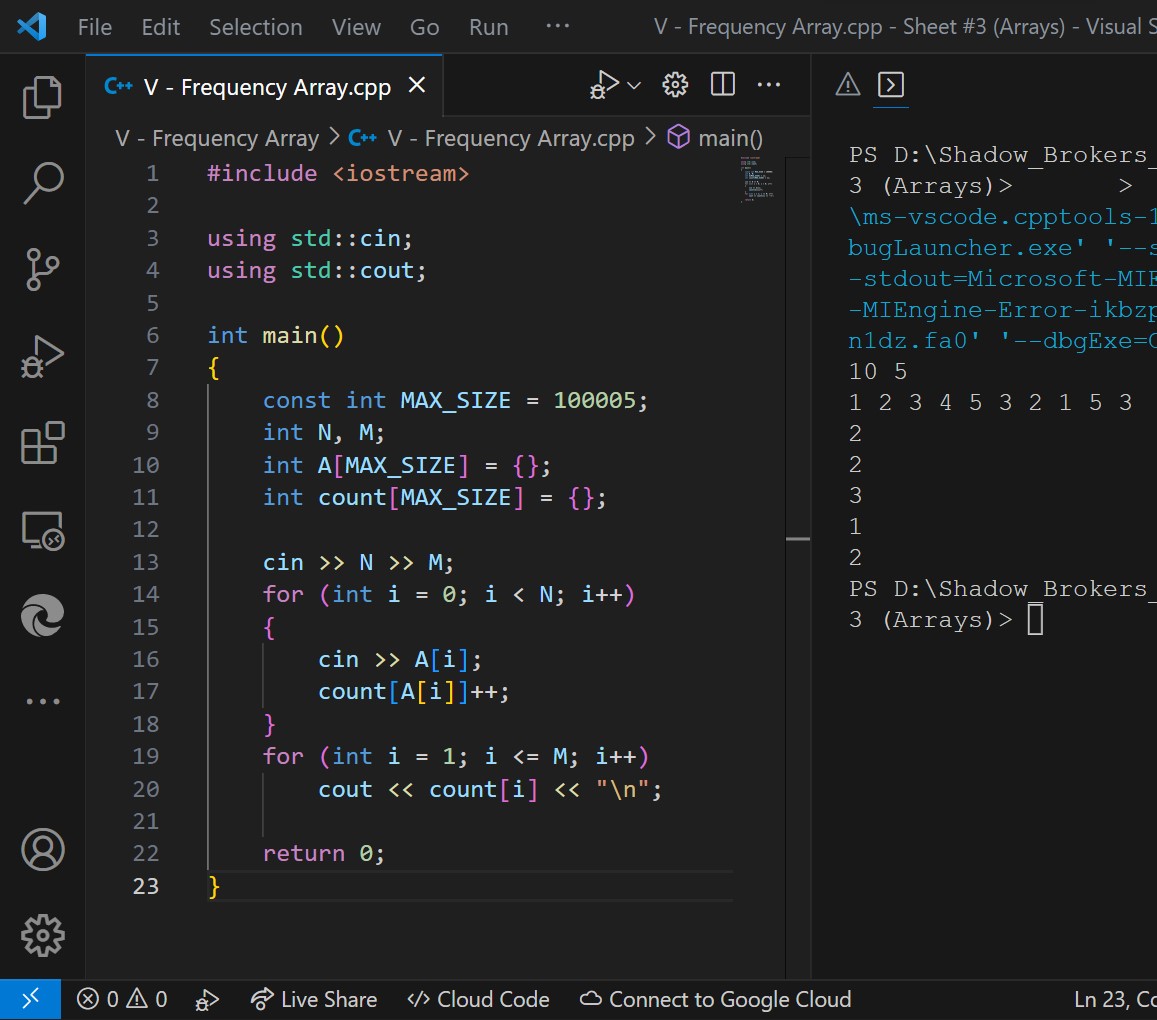 File Edit Selection View Go Run ··· V - Frequency Array.cpp - Sheet #3 (Arrays) - Visual S
C++ V - Frequency Array.cpp ×
V - Frequency Array > C++ V - Frequency Array.cpp > main()
1 #include <iostream>
2
3 using std::cin;
4 using std::cout;
5
6 int main()
7 {
8 const int MAX_SIZE = 100005;
9 int N, M;
10 int A[MAX_SIZE] = {};
11 int count[MAX_SIZE] = {};
12
13 cin >> N >> M;
14 for (int i = 0; i < N; i++)
15 {
16 cin >> A[i];
17 count[A[i]]++;
18 }
19 for (int i = 1; i <= M; i++)
20 cout << count[i] << "\n";
21
22 return 0;
23 }
PS D:\Shadow_Brokers_
3 (Arrays)> >
\ms-vscode.cpptools-1
bugLauncher.exe' '--s
-stdout=Microsoft-MIE
-MIEngine-Error-ikbzp
n1dz.fa0' '--dbgExe=C
10 5
1 2 3 4 5 3 2 1 5 3
2
2
3
1
2
PS D:\Shadow_Brokers_
3 (Arrays)>
0 0 Live Share Cloud Code Connect to Google Cloud Ln 23, Co